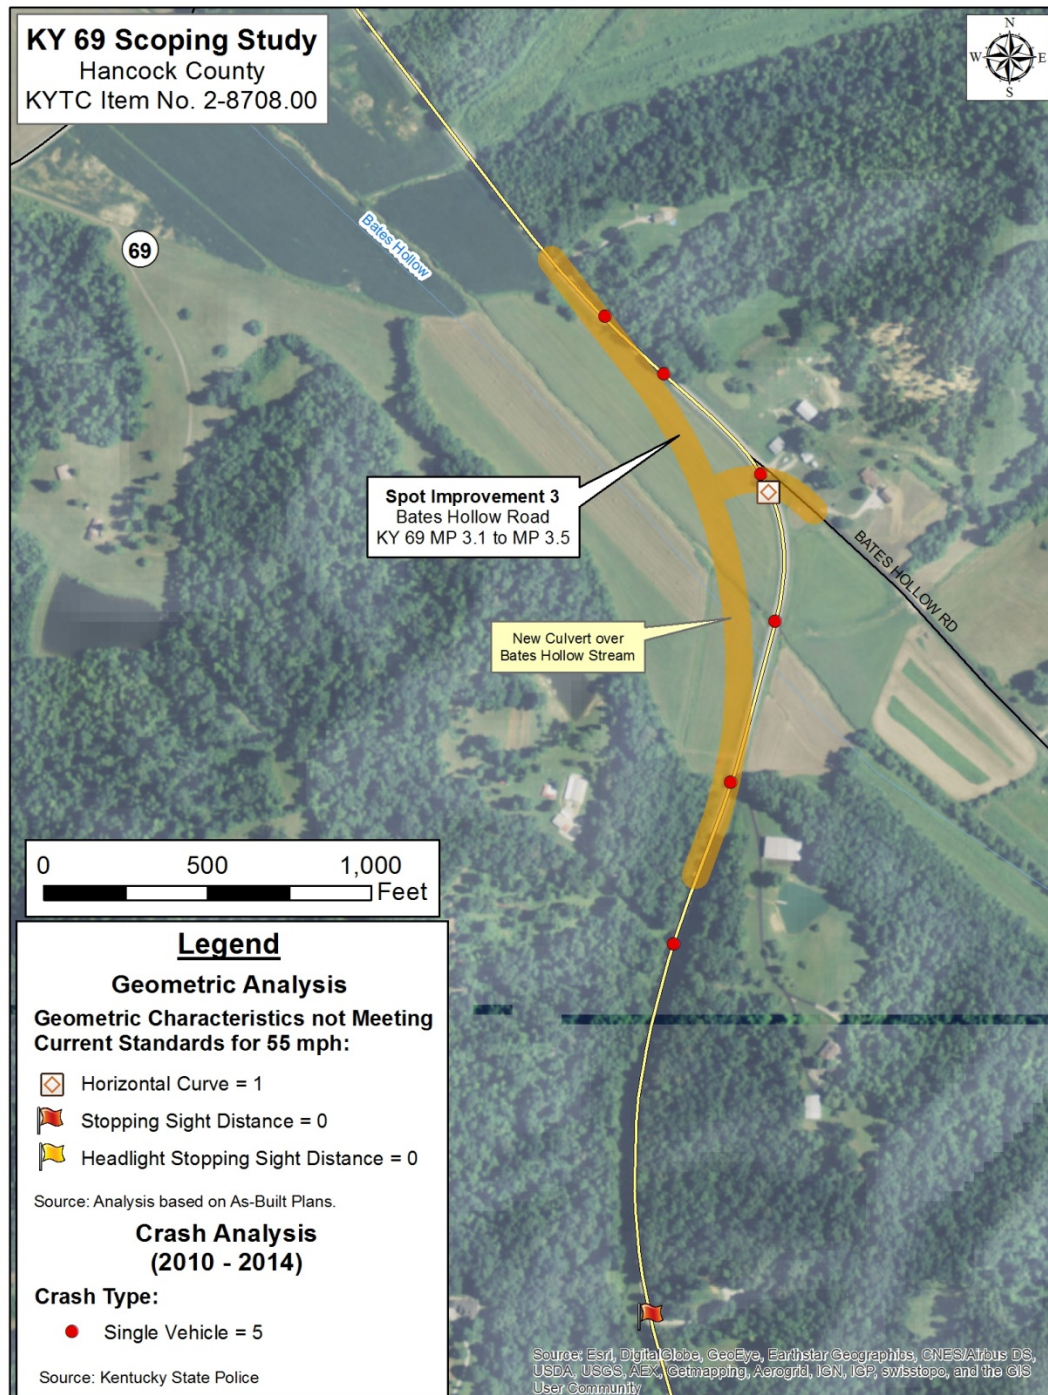 KY 69 Scoping Study
Hancock County
KYTC Item No. 2-8708.00
N
W
E
S
Bates Hollow
69
Spot Improvement 3
Bates Hollow Road
KY 69 MP 3.1 to MP 3.5
BATES HOLLOW RD
New Culvert over
Bates Hollow Stream
0 500 1,000
Feet
Legend
Geometric Analysis
Geometric Characteristics not Meeting
Current Standards for 55 mph:
Horizontal Curve = 1
Stopping Sight Distance = 0
Headlight Stopping Sight Distance = 0
Source: Analysis based on As-Built Plans.
Crash Analysis
(2010 - 2014)
Crash Type:
Single Vehicle = 5
Source: Kentucky State Police
Source: Esri, DigitalGlobe, GeoEye, Earthstar Geographics, CNES/Airbus DS,
USDA, USGS, AEX, Getmapping, Aerogrid, IGN, IGP, swisstopo, and the GIS
User Community